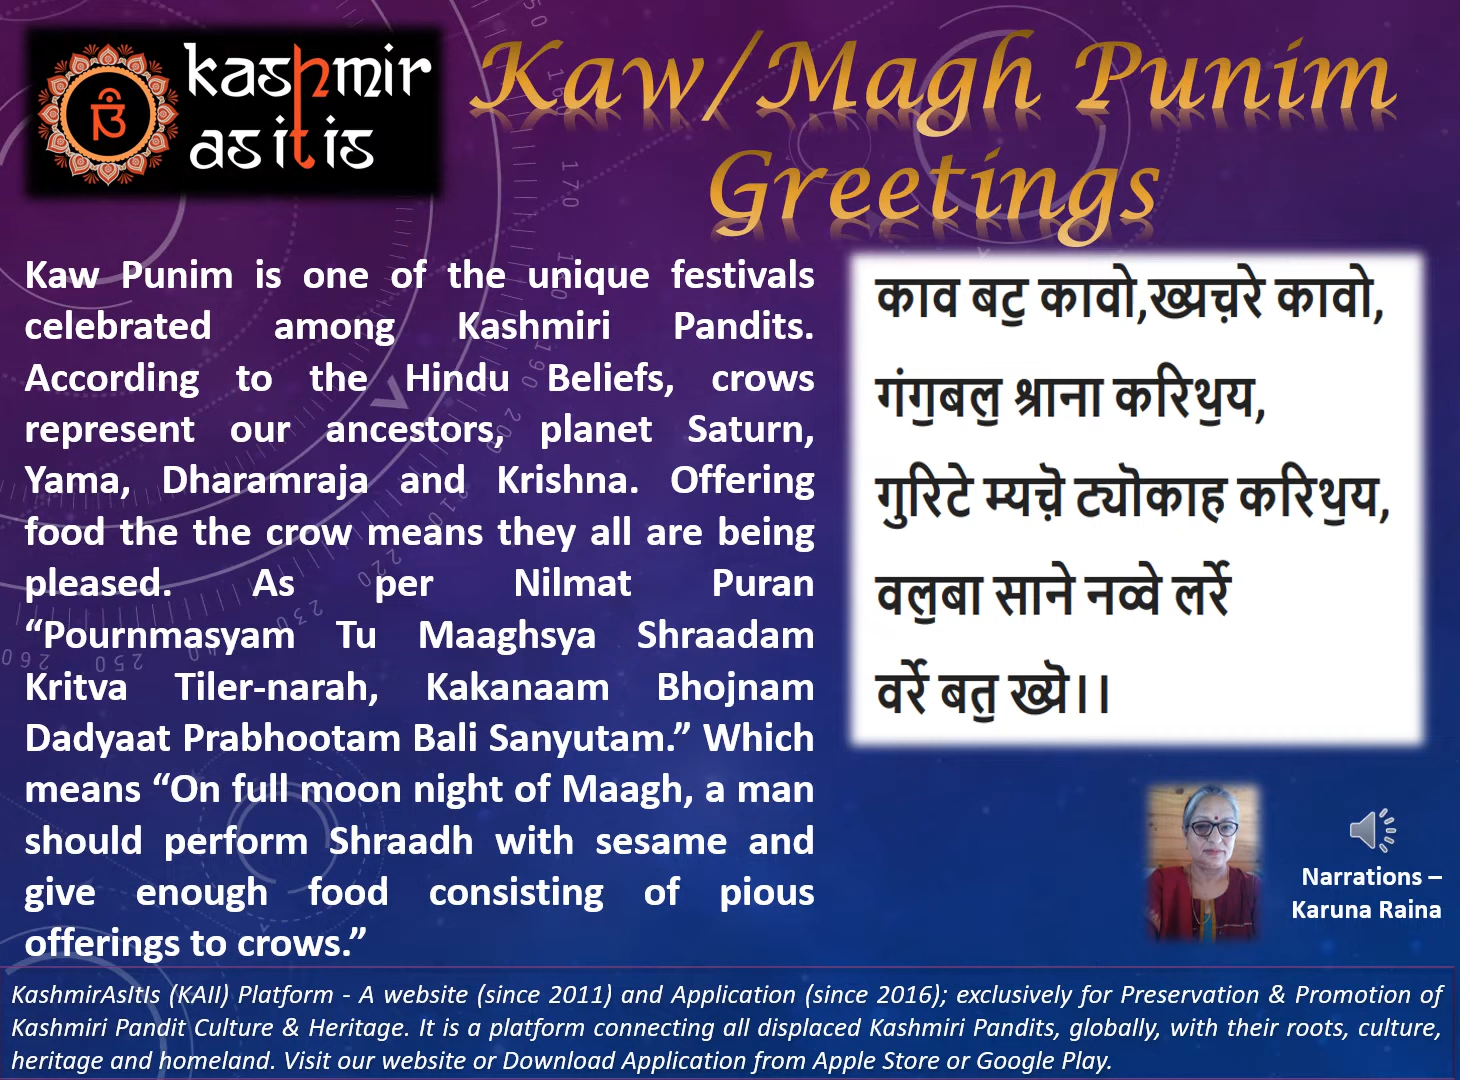 kashmir
as it is
Kaw/Magh Punim
Greetings
Kaw Punim is one of the unique festivals
celebrated among Kashmiri Pandits.
According to the Hindu Beliefs, crows
represent our ancestors, planet Saturn,
Yama, Dharamraja and Krishna. Offering
food the the crow means they all are being
pleased. As per Nilmat Puran
“Pournmasyam Tu Maaghsya Shraadam
Kritva Tiler-narah, Kakanaam Bhojnam
Dadyaat Prabhootam Bali Sanyutam.” Which
means “On full moon night of Maagh, a man
should perform Shraadh with sesame and
give enough food consisting of pious
offerings to crows.”
काव बट॒ कावो,ख्यच़रे कावो,
गंग॒बल॒ श्राना करिथ॒य,
गुरिटे म्यच़ॆ ट्यॊकाह करिथ॒य,
वल॒बा साने नव्वे लर्रे
वर्रे बत॒ ख्यॆ।।
Narrations –
Karuna Raina
KashmirAsItIs (KAII) Platform - A website (since 2011) and Application (since 2016); exclusively for Preservation & Promotion of
Kashmiri Pandit Culture & Heritage. It is a platform connecting all displaced Kashmiri Pandits, globally, with their roots, culture,
heritage and homeland. Visit our website or Download Application from Apple Store or Google Play.